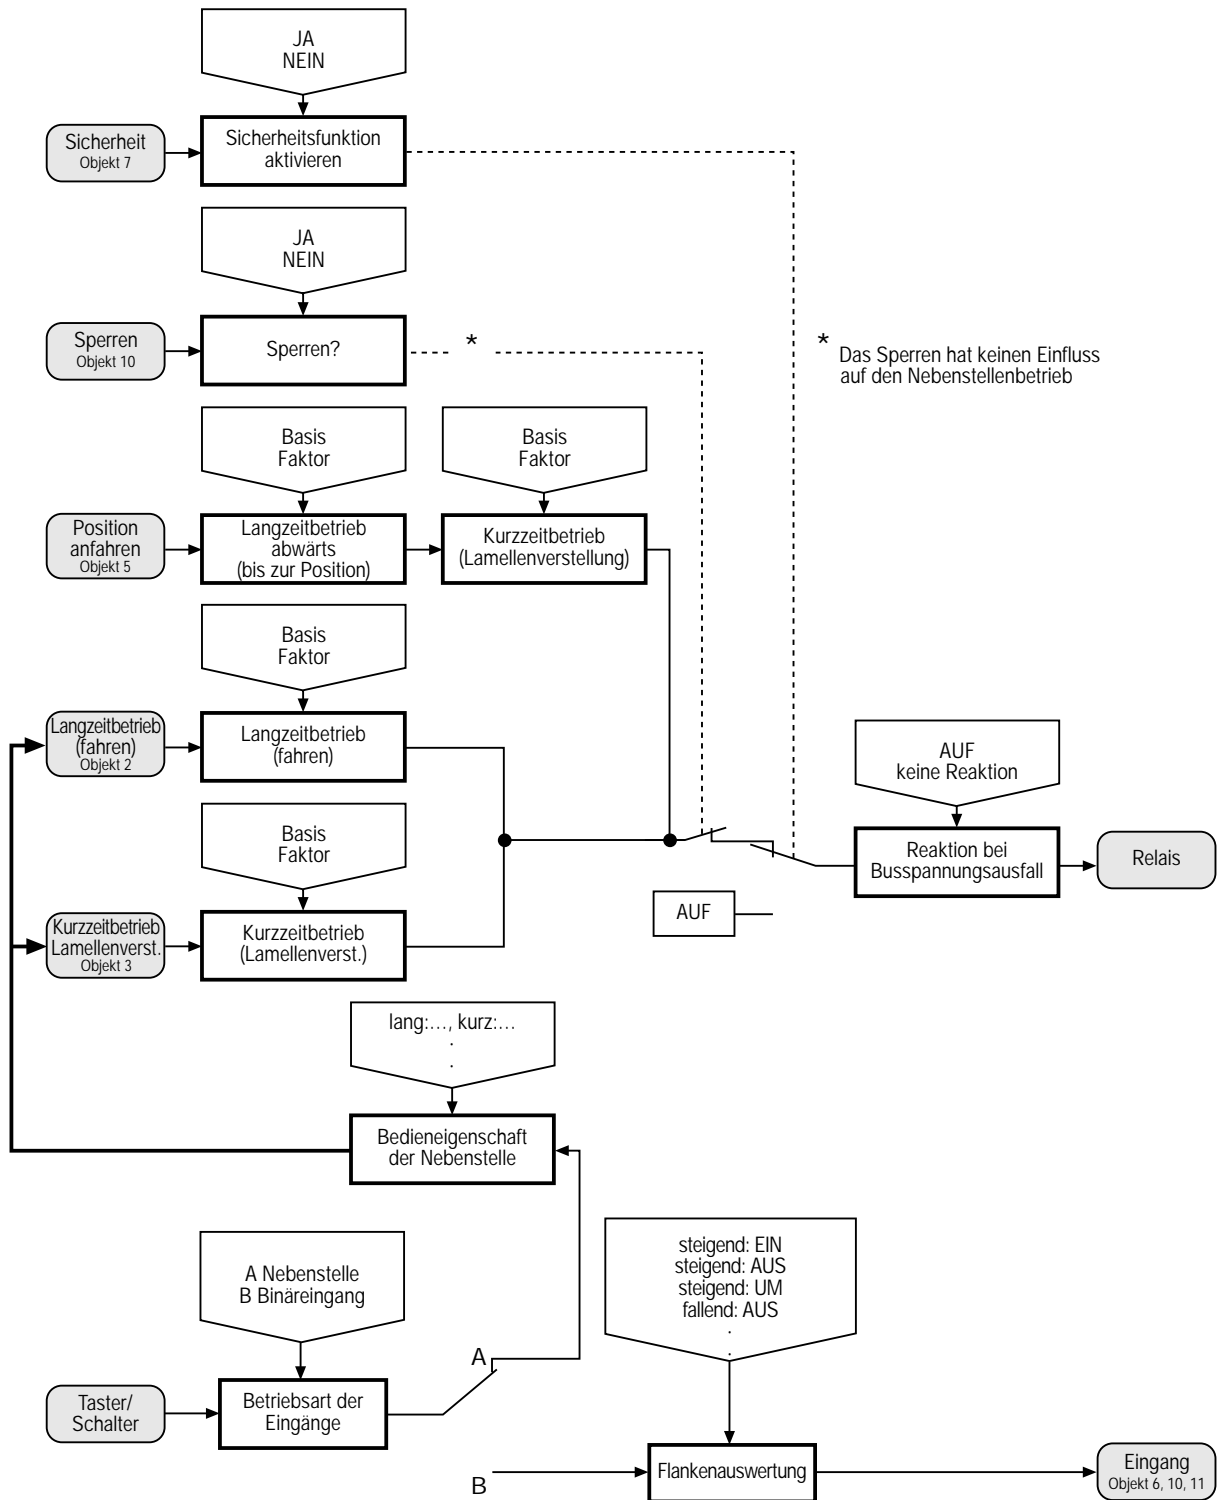 JA
NEIN
Sicherheit
Objekt 7
Sicherheitsfunktion
aktivieren
JA
NEIN
Sperren
Objekt 10
Sperren?
*
* Das Sperren hat keinen Einfluss
auf den Nebenstellenbetrieb
Basis
Faktor
Basis
Faktor
Position
anfahren
Objekt 5
Langzeitbetrieb
abwärts
(bis zur Position)
Kurzzeitbetrieb
(Lamellenverstellung)
Basis
Faktor
Langzeitbetrieb
(fahren)
Objekt 2
Langzeitbetrieb
(fahren)
AUF
keine Reaktion
Basis
Faktor
Reaktion bei
Busspannungsausfall
Relais
AUF
Kurzzeitbetrieb
Lamellenverst.
Objekt 3
Kurzzeitbetrieb
(Lamellenverst.)
lang:..., kurz:...
.
.
Bedieneigenschaft
der Nebenstelle
A Nebenstelle
B Binäreingang
steigend: EIN
steigend: AUS
steigend: UM
fallend: AUS
.
.
A
Taster/
Schalter
Betriebsart der
Eingänge
B
Flankenauswertung
Eingang
Objekt 6, 10, 11